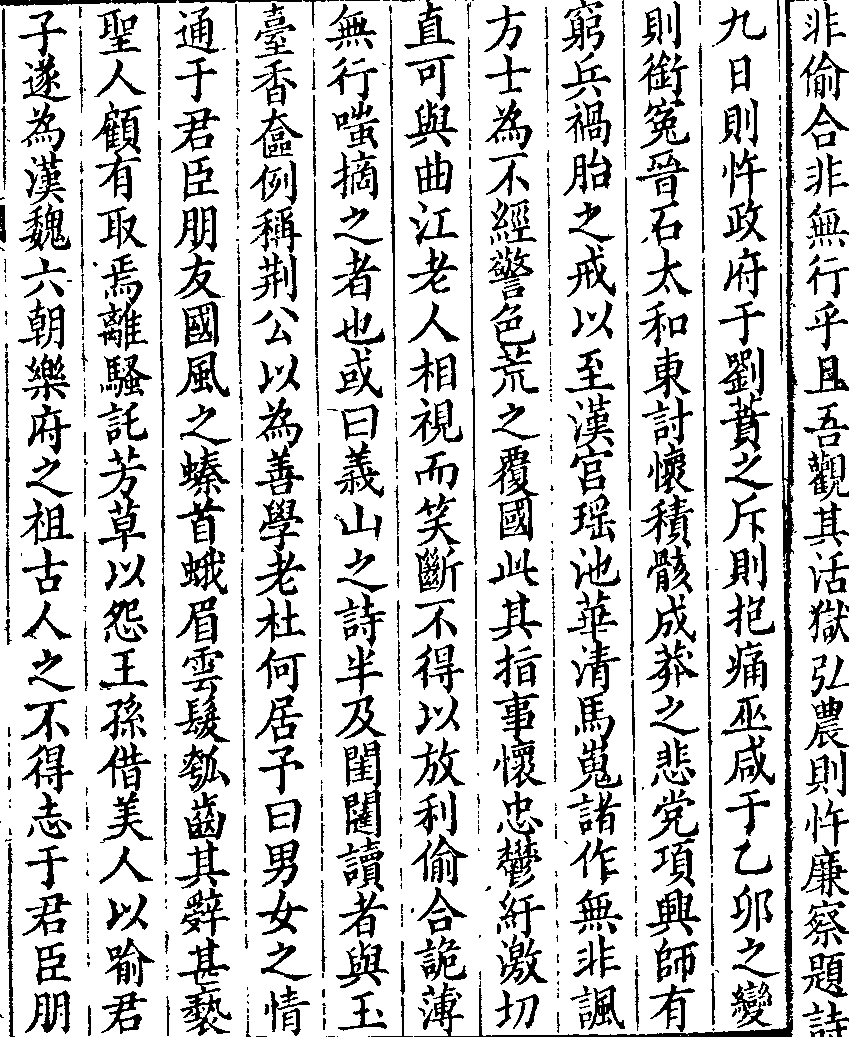 非偷合非無行乎且吾觀其活獄弘農則忤廉察題詩
九日則忤政府于劉蕡之斥則抱痛巫咸于乙卯之變
則銜寃晉石太和東討懷積骸成莽之悲党項興師有
窮兵禍胎之戒以至漢宮瑶池華清馬嵬諸作無非諷
方士為不經警色荒之覆國此其指事懷忠鬱紆激切
直可與曲江老人相視而笑斷不得以放利偷合詭薄
無行嗤摘之者也或曰義山之詩半及閨闥讀者與玉
臺香奩例稱荆公以為善學老杜何居予曰男女之情
通于君臣朋友國風之螓首蛾眉雲髮瓠齒其辭甚褻
聖人顧有取焉離騷託芳草以怨王孫借美人以喻君
子遂為漢魏六朝樂府之祖古人之不得志于君臣朋